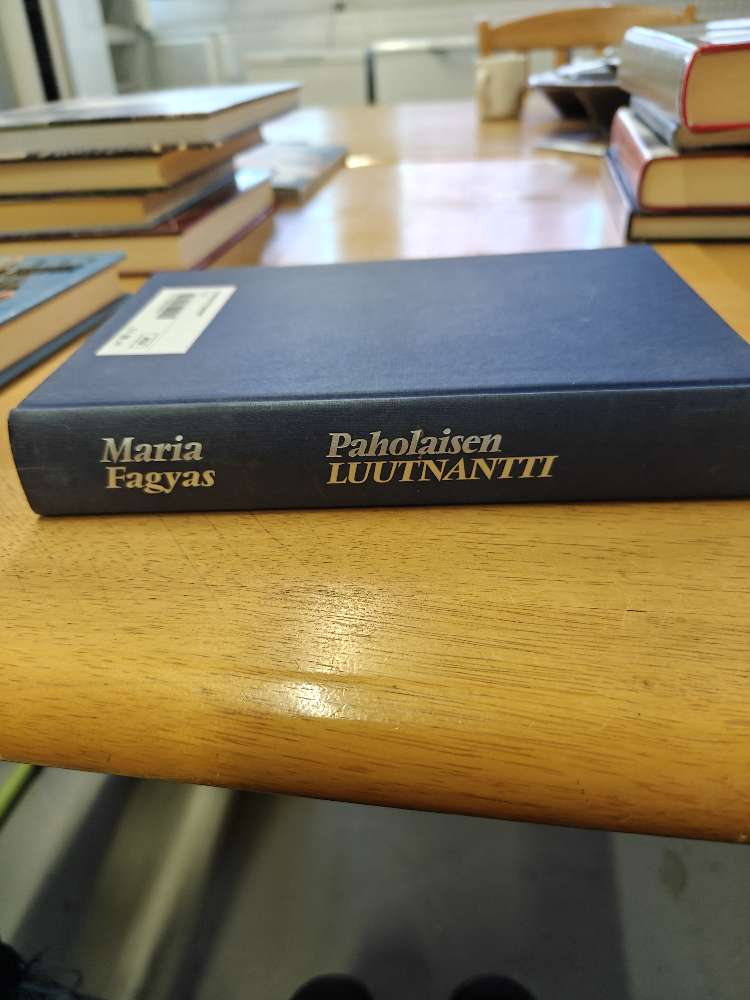 Maria
Fagyas
Paholaisen
LUUTNANTTI